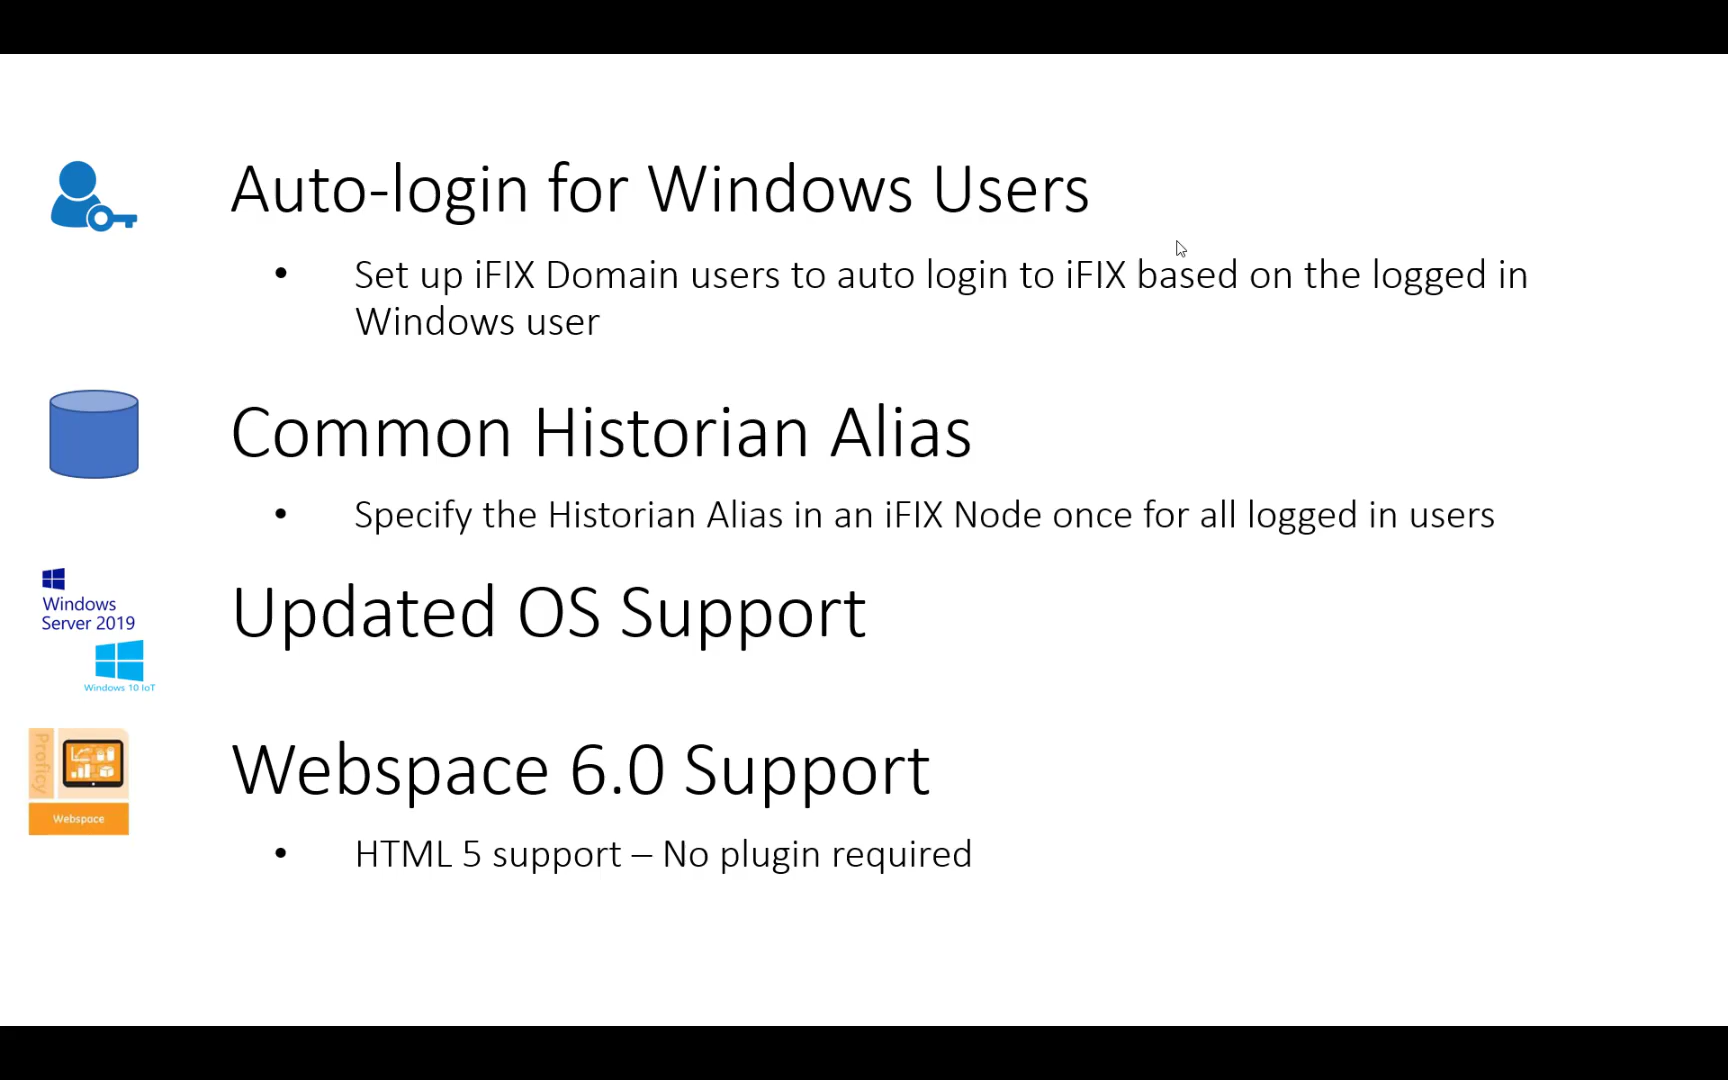 Auto-login for Windows Users
• Set up iFIX Domain users to auto login to iFIX based on the logged in
Windows user
Common Historian Alias
• Specify the Historian Alias in an iFIX Node once for all logged in users
Windows
Server 2019
Updated OS Support
Windows 10 IoT
Proficy
Webspace
Webspace 6.0 Support
• HTML 5 support – No plugin required